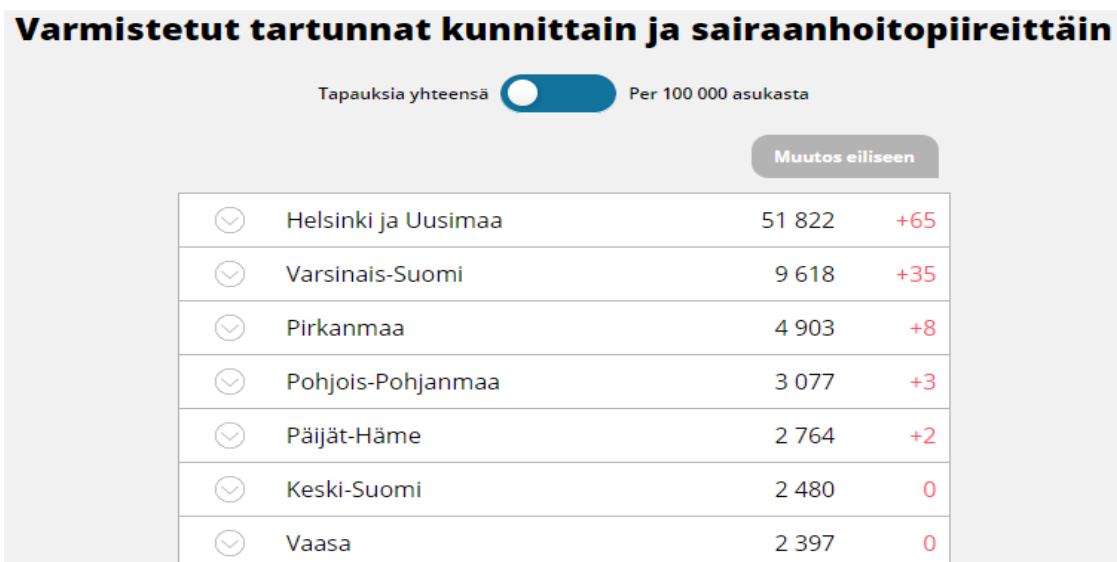 Varmistetut tartunnat kunnittain ja sairaanhoitopiireittäin
Tapauksia yhteensä Per 100 000 asukasta
Muutos eiliseen
Helsinki ja Uusimaa 51 822 +65
Varsinais-Suomi 9 618 +35
Pirkanmaa 4 903 +8
Pohjois-Pohjanmaa 3 077 +3
Päijät-Häme 2 764 +2
Keski-Suomi 2 480 0
Vaasa 2 397 0